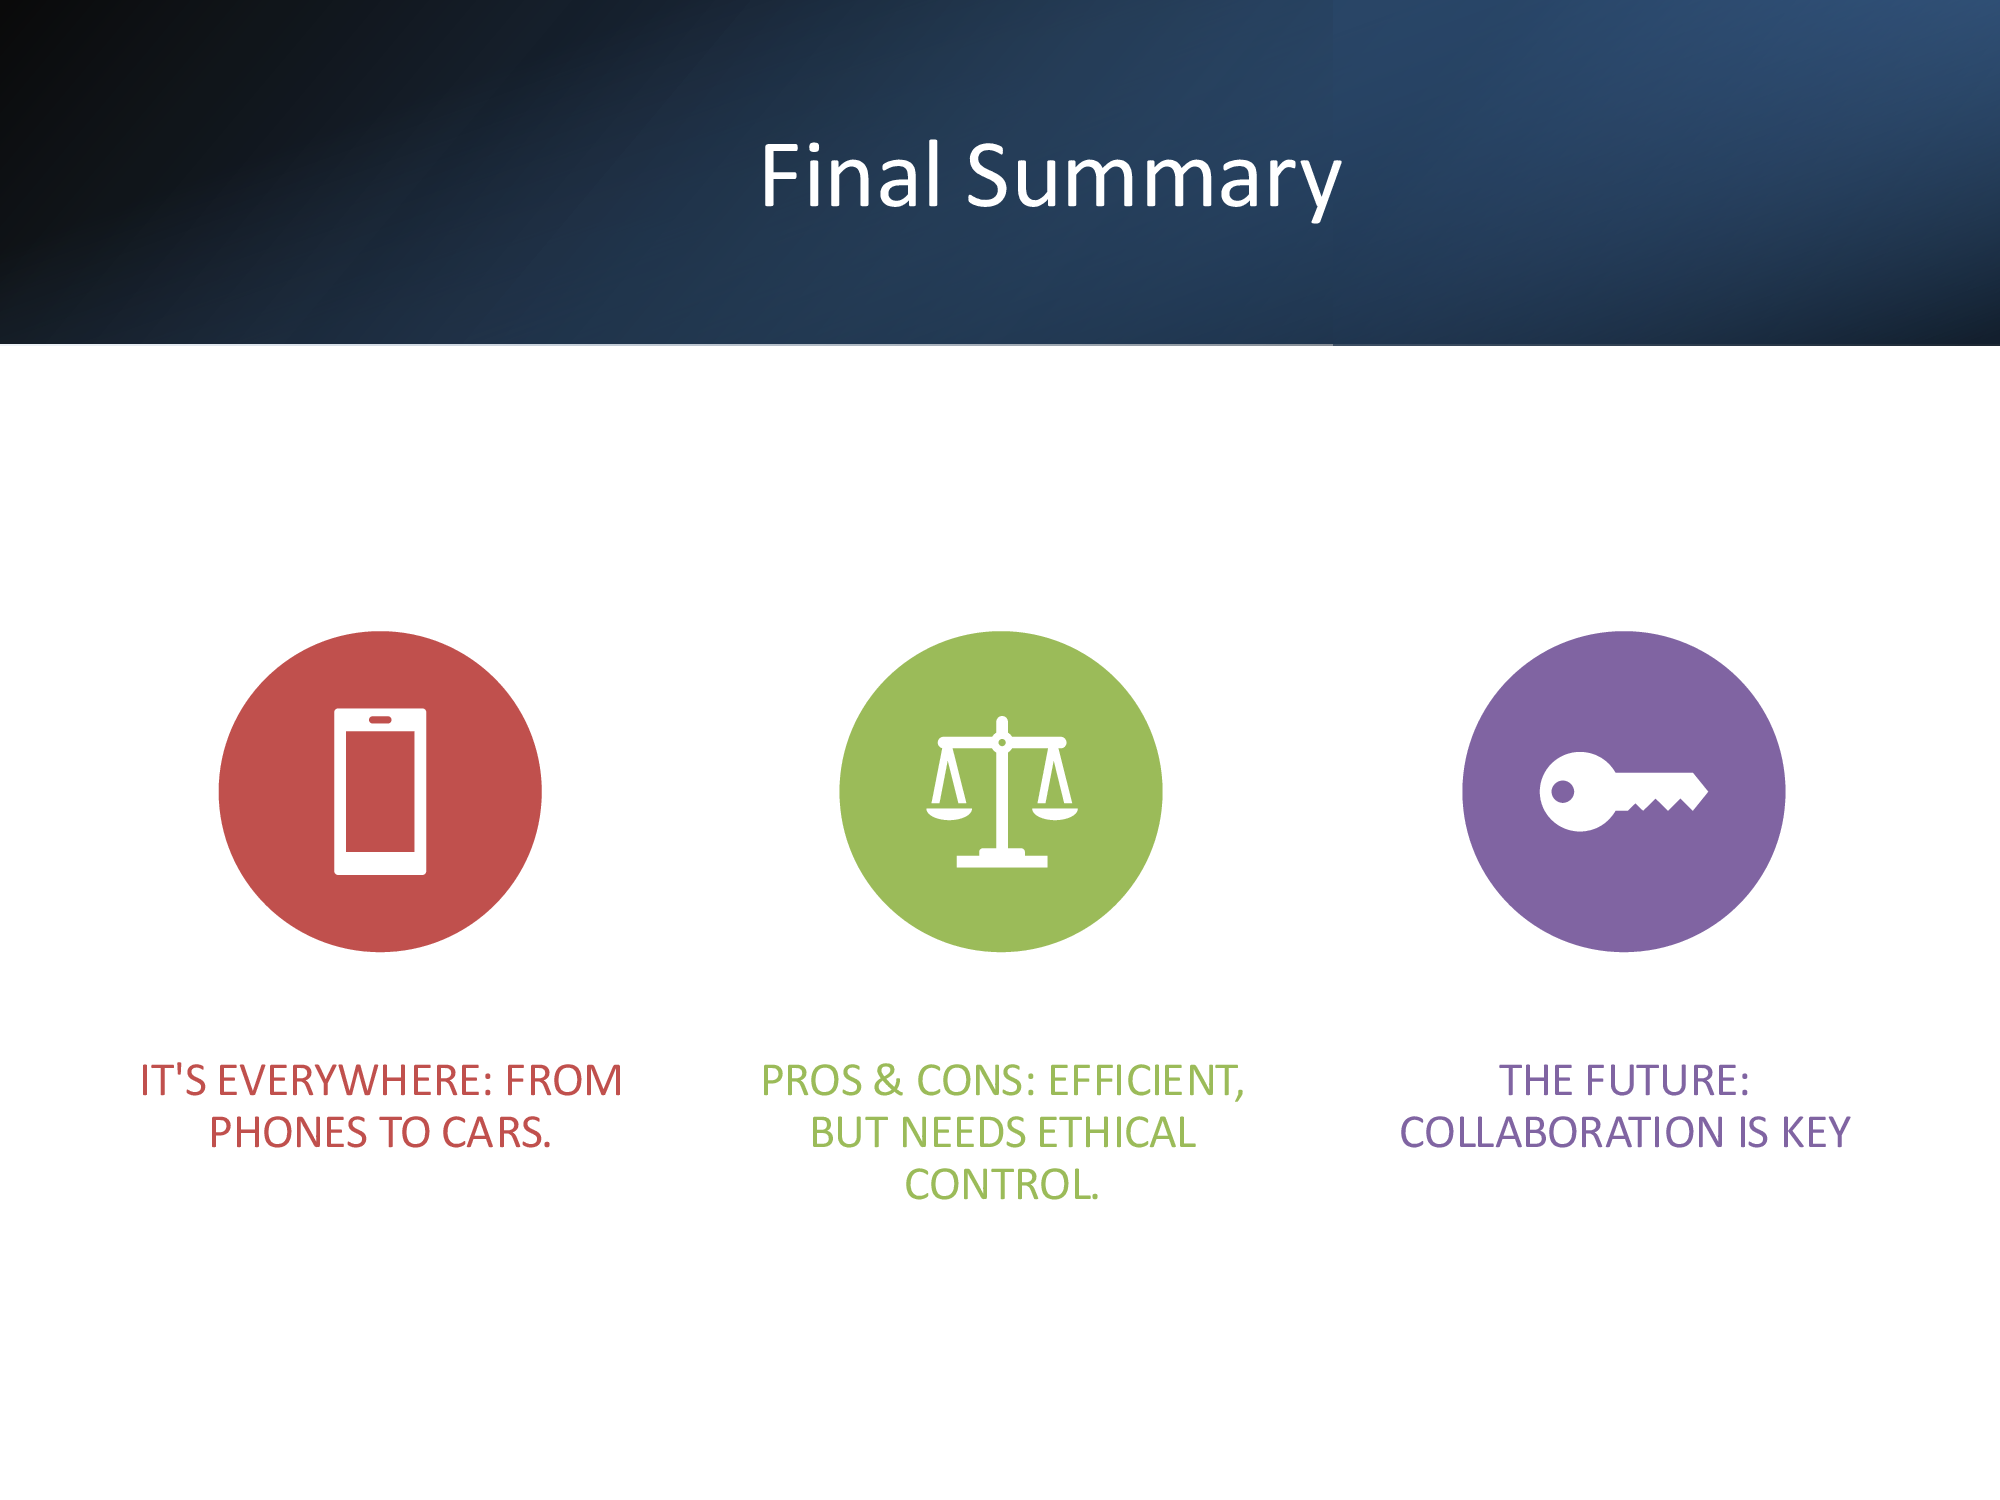 Final Summary
IT'S EVERYWHERE: FROM
PHONES TO CARS.
PROS & CONS: EFFICIENT,
BUT NEEDS ETHICAL
CONTROL.
THE FUTURE:
COLLABORATION IS KEY